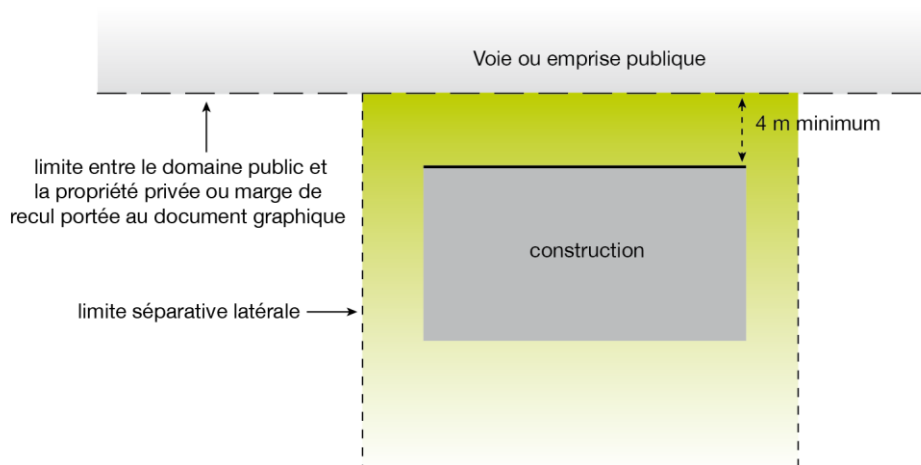 Voie ou emprise publique
4 m minimum
limite entre le domaine public et
la propriété privée ou marge de
recul portée au document graphique
construction
limite séparative latérale